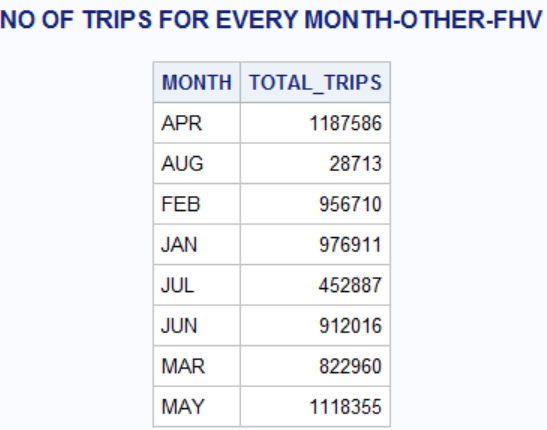 NO OF TRIPS FOR EVERY MONTH-OTHER-FHV
MONTH TOTAL_TRIPS
APR 1187586
AUG 28713
FEB 956710
JAN 976911
JUL 452887
JUN 912016
MAR 822960
MAY 1118355